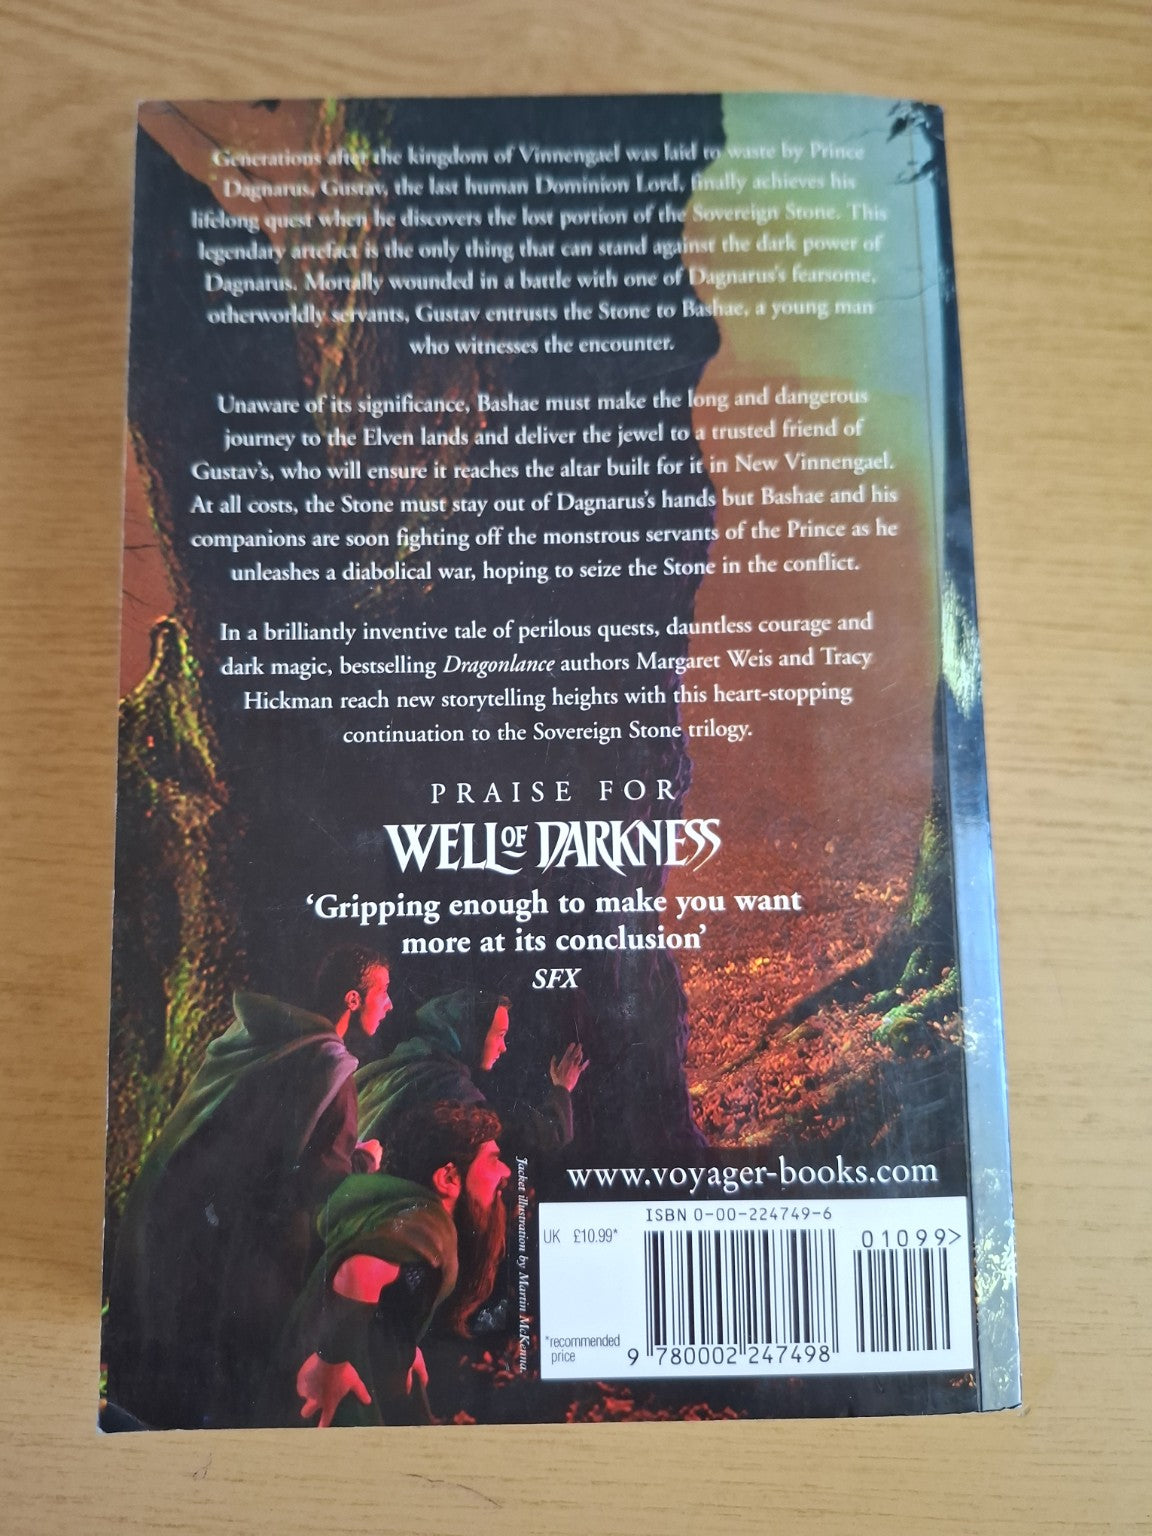 Generations after the kingdom of Vinnengael was laid to waste by Prince
Dagnarus, Gustav, the last human Dominion Lord, finally achieves his
lifelong quest when he discovers the lost portion of the Sovereign Stone. This
legendary artefact is the only thing that can stand against the dark power of
Dagnarus. Mortally wounded in a battle with one of Dagnarus's fearsome,
otherworldly servants, Gustav entrusts the Stone to Bashae, a young man
who witnesses the encounter.
Unaware of its significance, Bashae must make the long and dangerous
journey to the Elven lands and deliver the jewel to a trusted friend of
Gustav's, who will ensure it reaches the altar built for it in New Vinnengael.
At all costs, the Stone must stay out of Dagnarus's hands but Bashae and his
companions are soon fighting off the monstrous servants of the Prince as he
unleashes a diabolical war, hoping to seize the Stone in the conflict.
In a brilliantly inventive tale of perilous quests, dauntless courage and
dark magic, bestselling Dragonlance authors Margaret Weis and Tracy
Hickman reach new storytelling heights with this heart-stopping
continuation to the Sovereign Stone trilogy.
PRAISE FOR
WELL OF DARKNESS
‘Gripping enough to make you want
more at its conclusion’
SFX
Jacket illustration by Martin McKenna.
www.voyager-books.com
ISBN 0-00-224749-6
UK £10.99*
01099>
*recommended
price
9 780002 247498